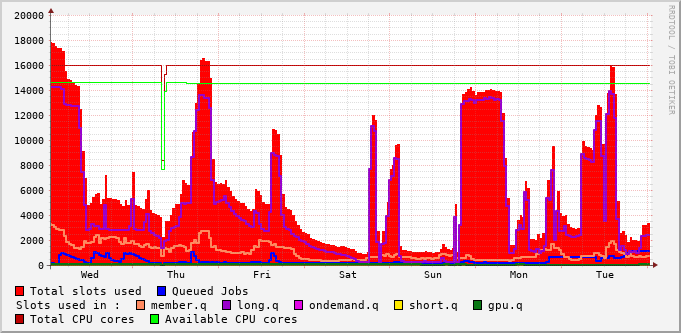 20000
18000
16000
14000
12000
10000
8000
6000
4000
2000
0
Wed Thu Fri Sat Sun Mon Tue
Total slots used Queued Jobs
Slots used in : member.q long.q ondemand.q short.q gpu.q
Total CPU cores Available CPU cores
RRDTOOL / TOBI OETIKER